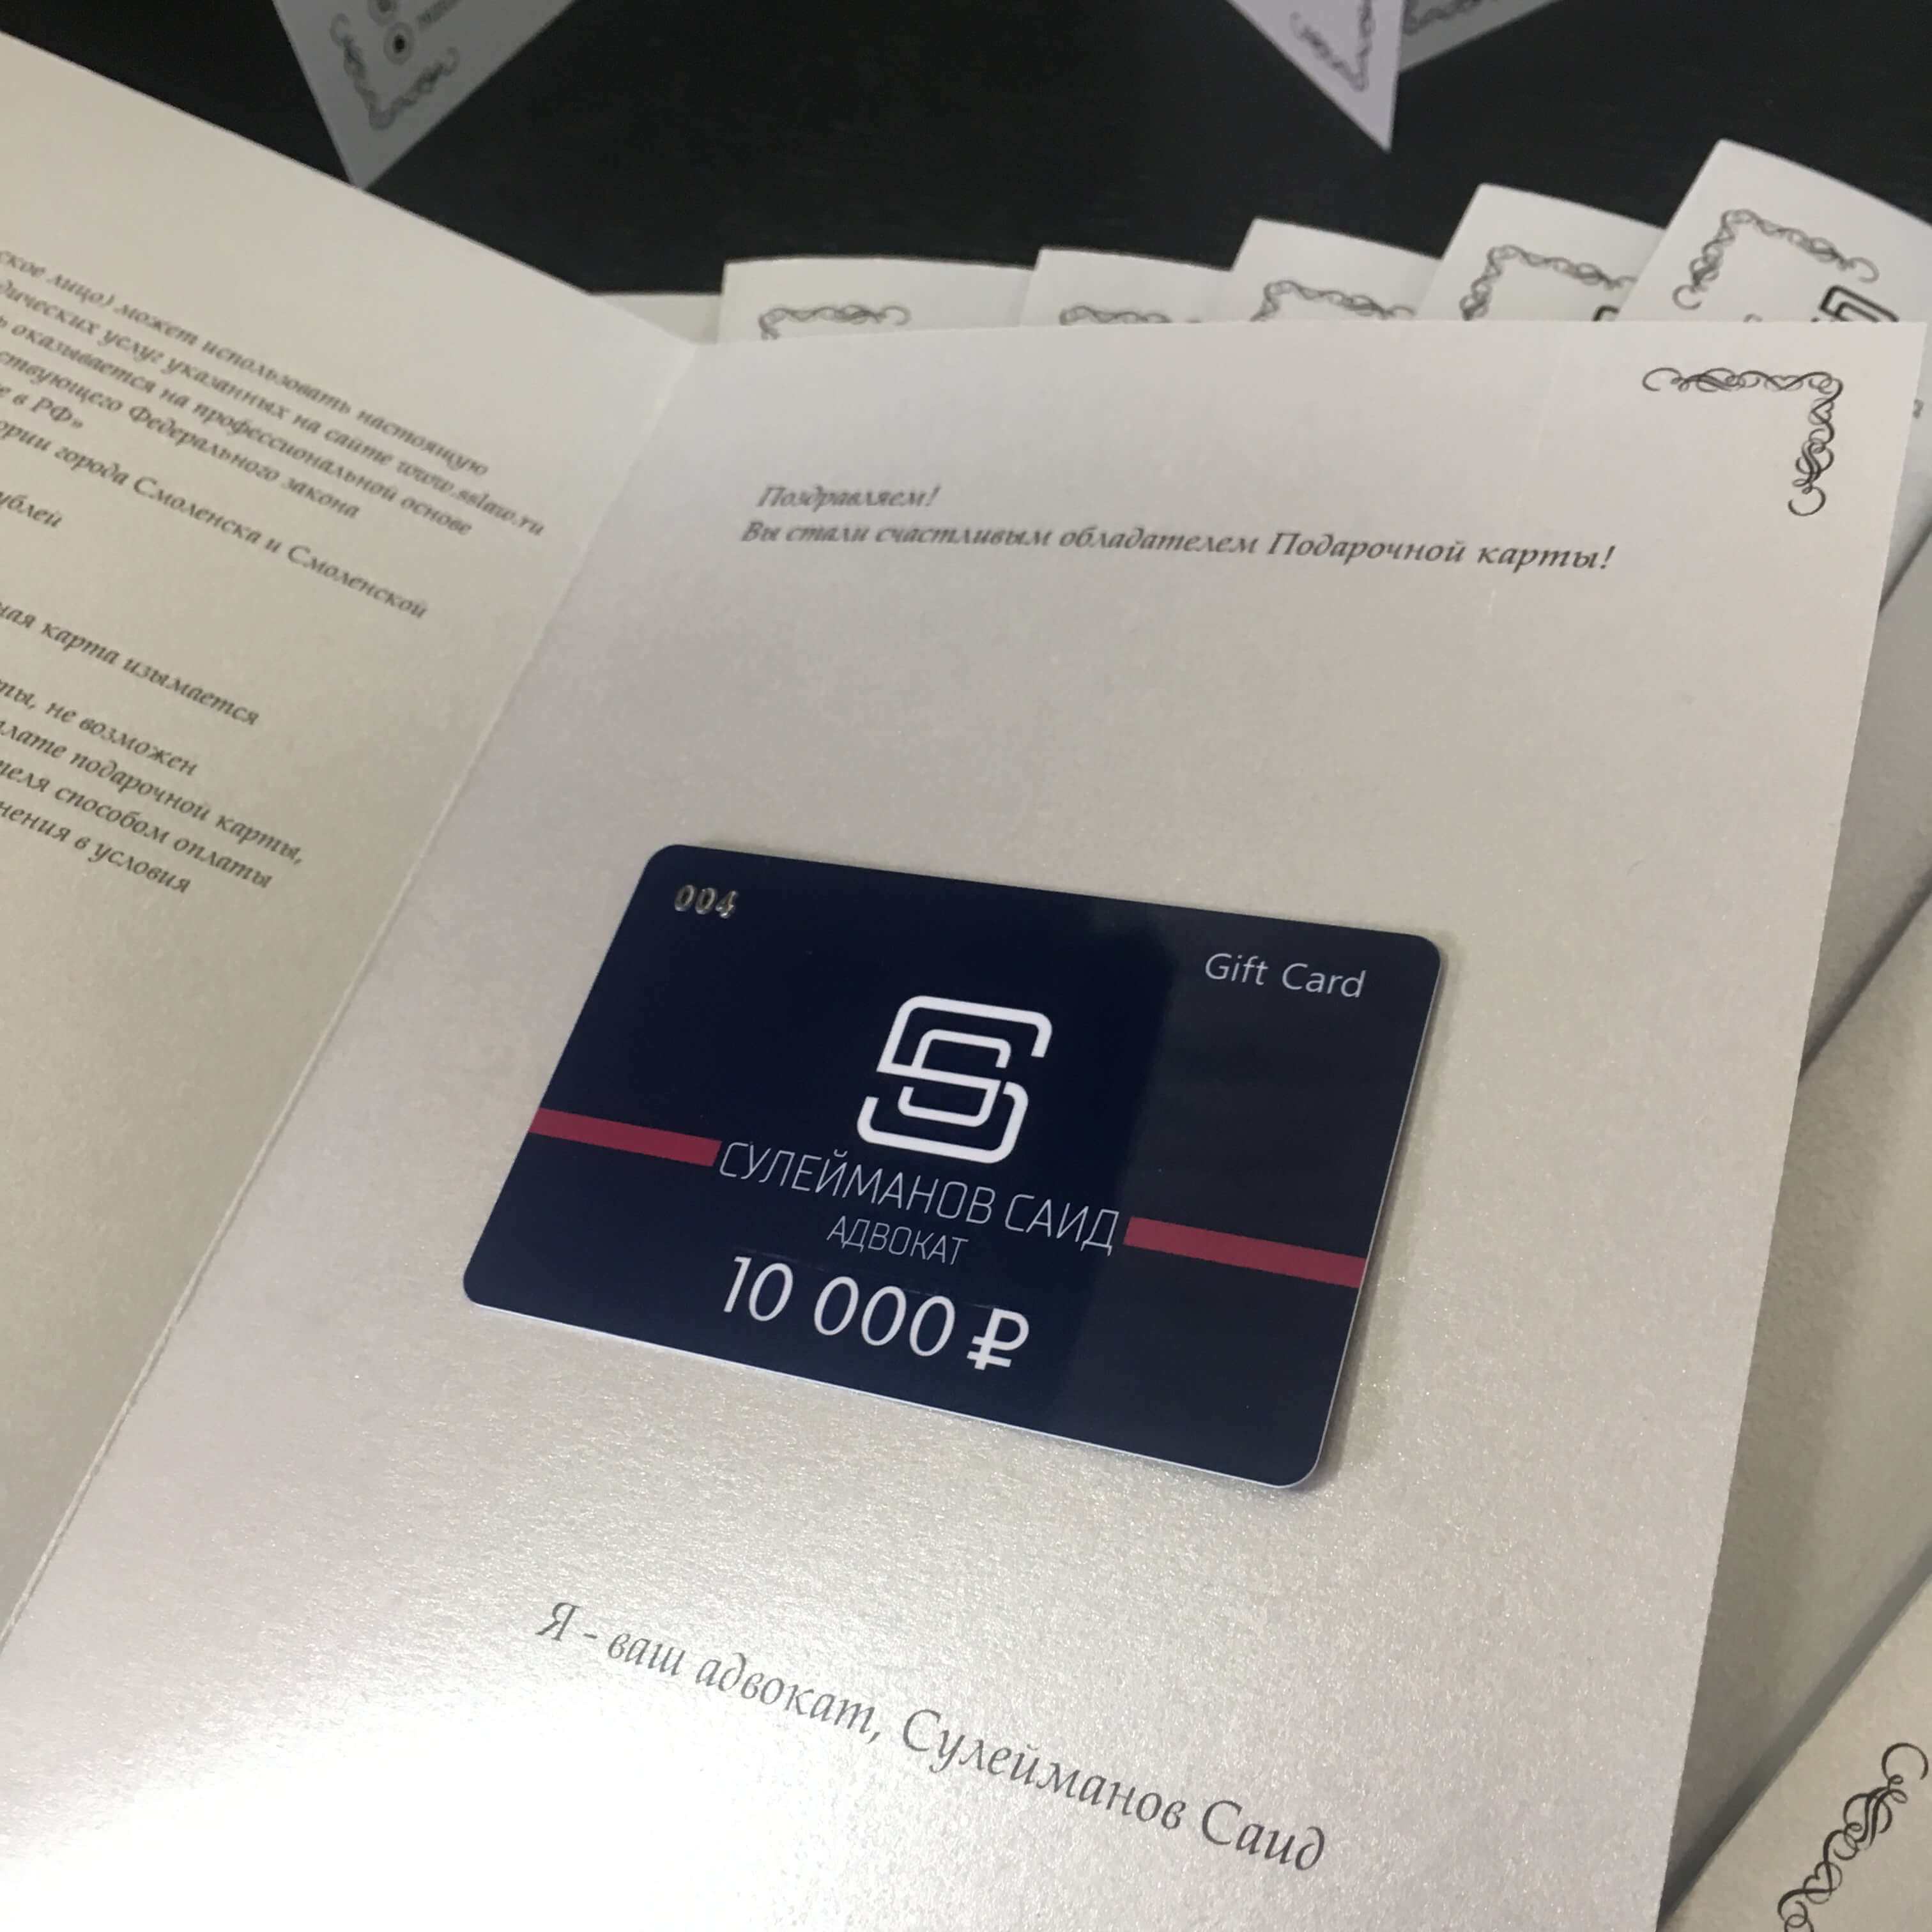 ское лицо) может использовать настоящую
дических услуг указанных на сайте www.sslaw.ru
оказывается на профессиональной основе
ствующего Федерального закона
в РФ»
ории города Смоленска и Смоленской
ублей
ная карта изымается
ты, не возможен
плате подарочной карты,
теля способом оплаты
нения в условия
Поздравляем!
Вы стали счастливым обладателем Подарочной карты!
004
Gift Card
СУЛЕЙМАНОВ САИД
АДВОКАТ
10 000 ₽
Я - ваш адвокат, Сулейманов Саид